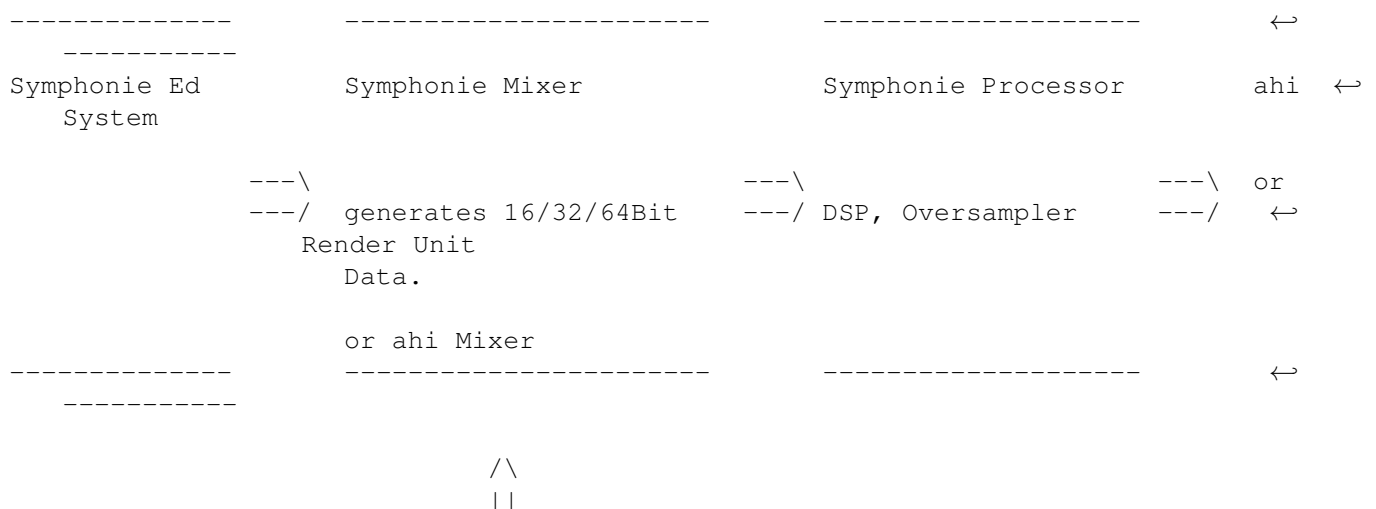 -------------- ----------------------- -------------------- ↩
-----------
Symphonie Ed Symphonie Mixer Symphonie Processor ahi ↩
System
---\ ---\ ---\ or
---/ generates 16/32/64Bit ---/ DSP, Oversampler ---/ ↩
Render Unit
Data.
or ahi Mixer
-------------- ----------------------- -------------------- ↩
-----------
/\
||